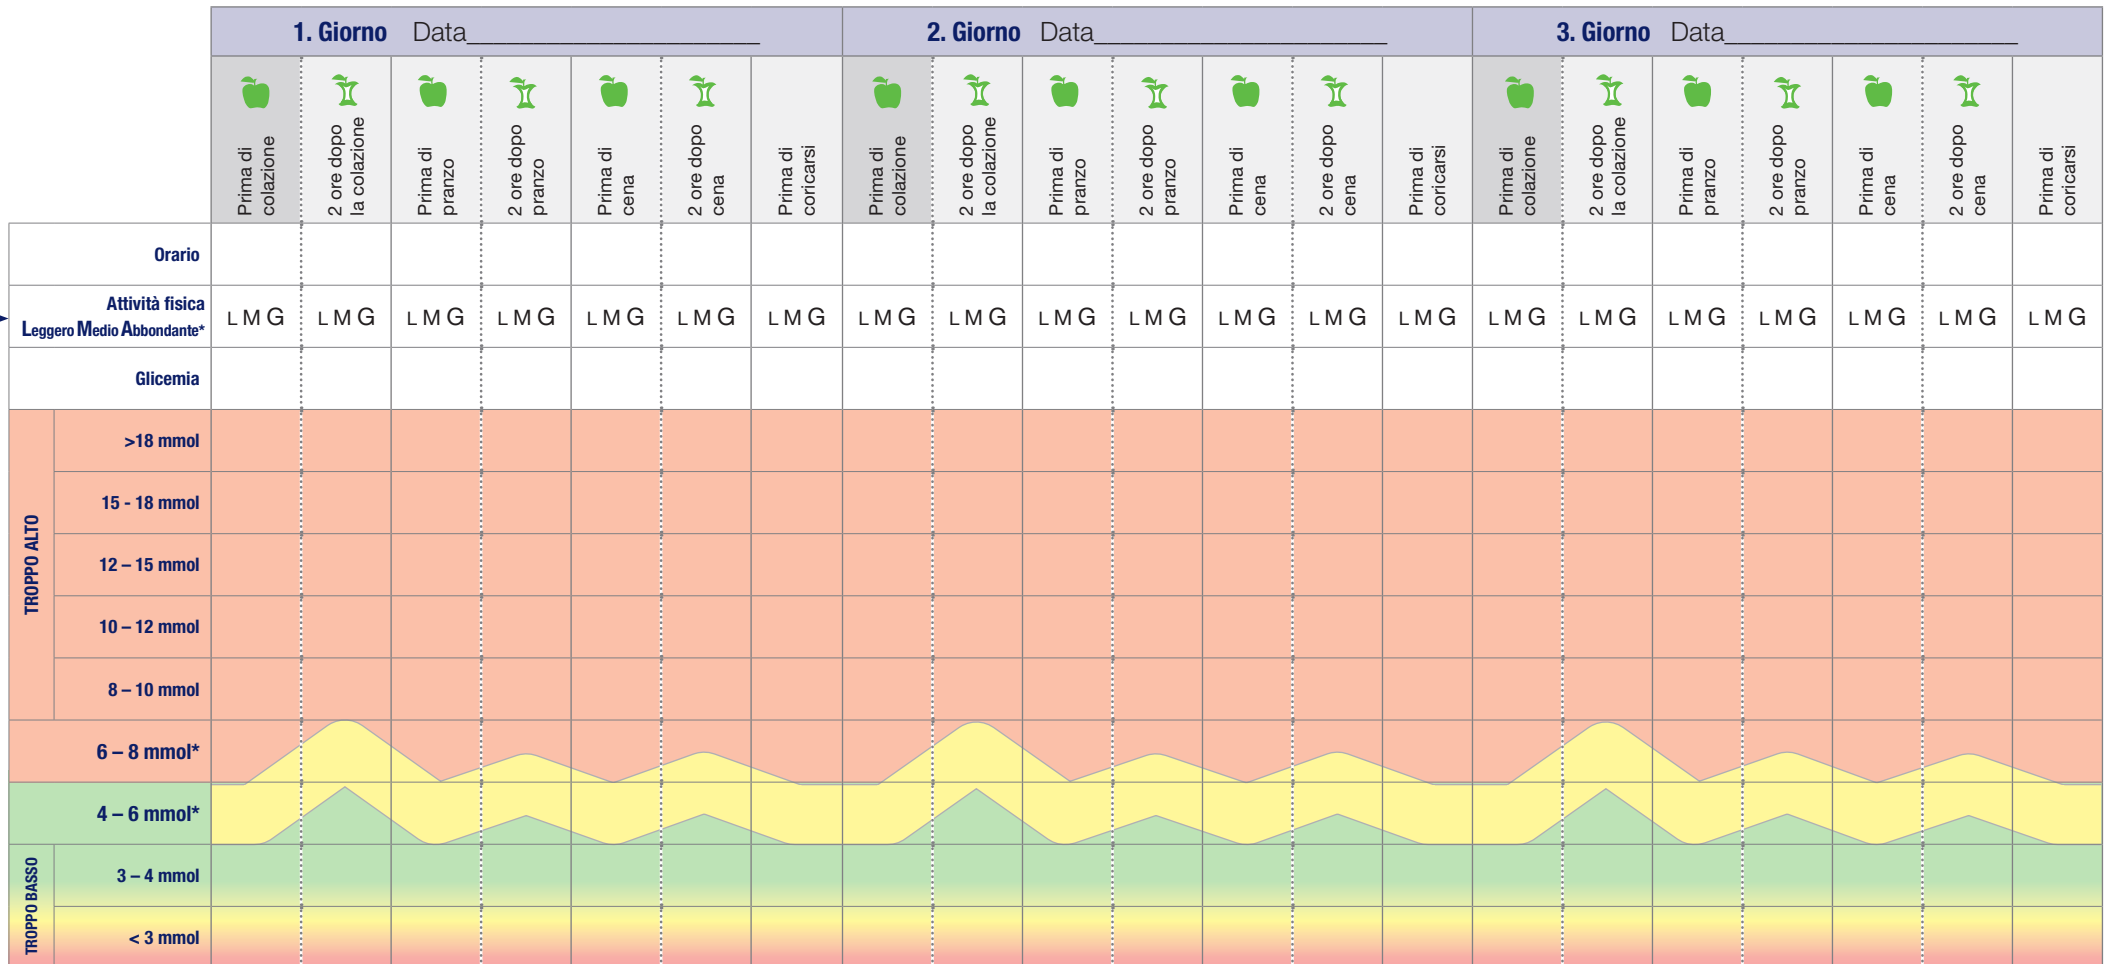 1. Giorno Data______________________ 2. Giorno Data______________________ 3. Giorno Data______________________
Prima di
colazione
2 ore dopo
la colazione
Prima di
pranzo
2 ore dopo
pranzo
Prima di
cena
2 ore dopo
cena
Prima di
coricarsi
Prima di
colazione
2 ore dopo
la colazione
Prima di
pranzo
2 ore dopo
pranzo
Prima di
cena
2 ore dopo
cena
Prima di
coricarsi
Prima di
colazione
2 ore dopo
la colazione
Prima di
pranzo
2 ore dopo
pranzo
Prima di
cena
2 ore dopo
cena
Prima di
coricarsi
Orario
Attività fisica
Leggero Medio Abbondante*
L M G L M G L M G L M G L M G L M G L M G L M G L M G L M G L M G L M G L M G L M G L M G L M G L M G L M G L M G L M G L M G
Glicemia
TROPPO ALTO
>18 mmol
15 - 18 mmol
12 – 15 mmol
10 – 12 mmol
8 – 10 mmol
6 – 8 mmol*
4 – 6 mmol*
TROPPO BASSO
3 – 4 mmol
< 3 mmol